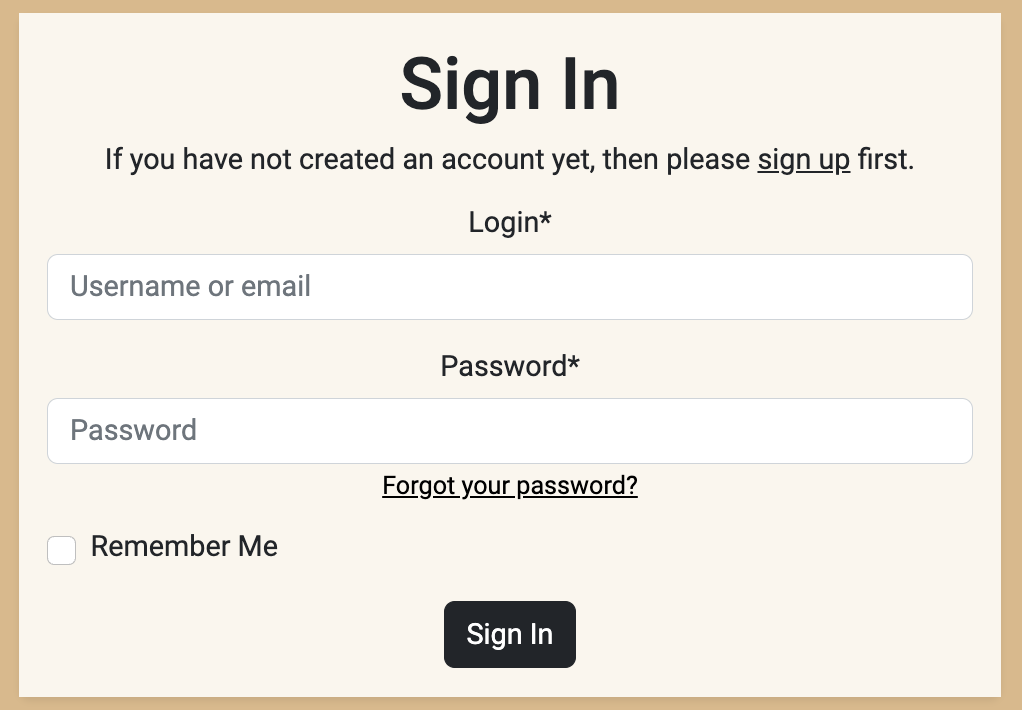 Sign In
If you have not created an account yet, then please sign up first.
Login*
Username or email
Password*
Password
Forgot your password?
Remember Me
Sign In